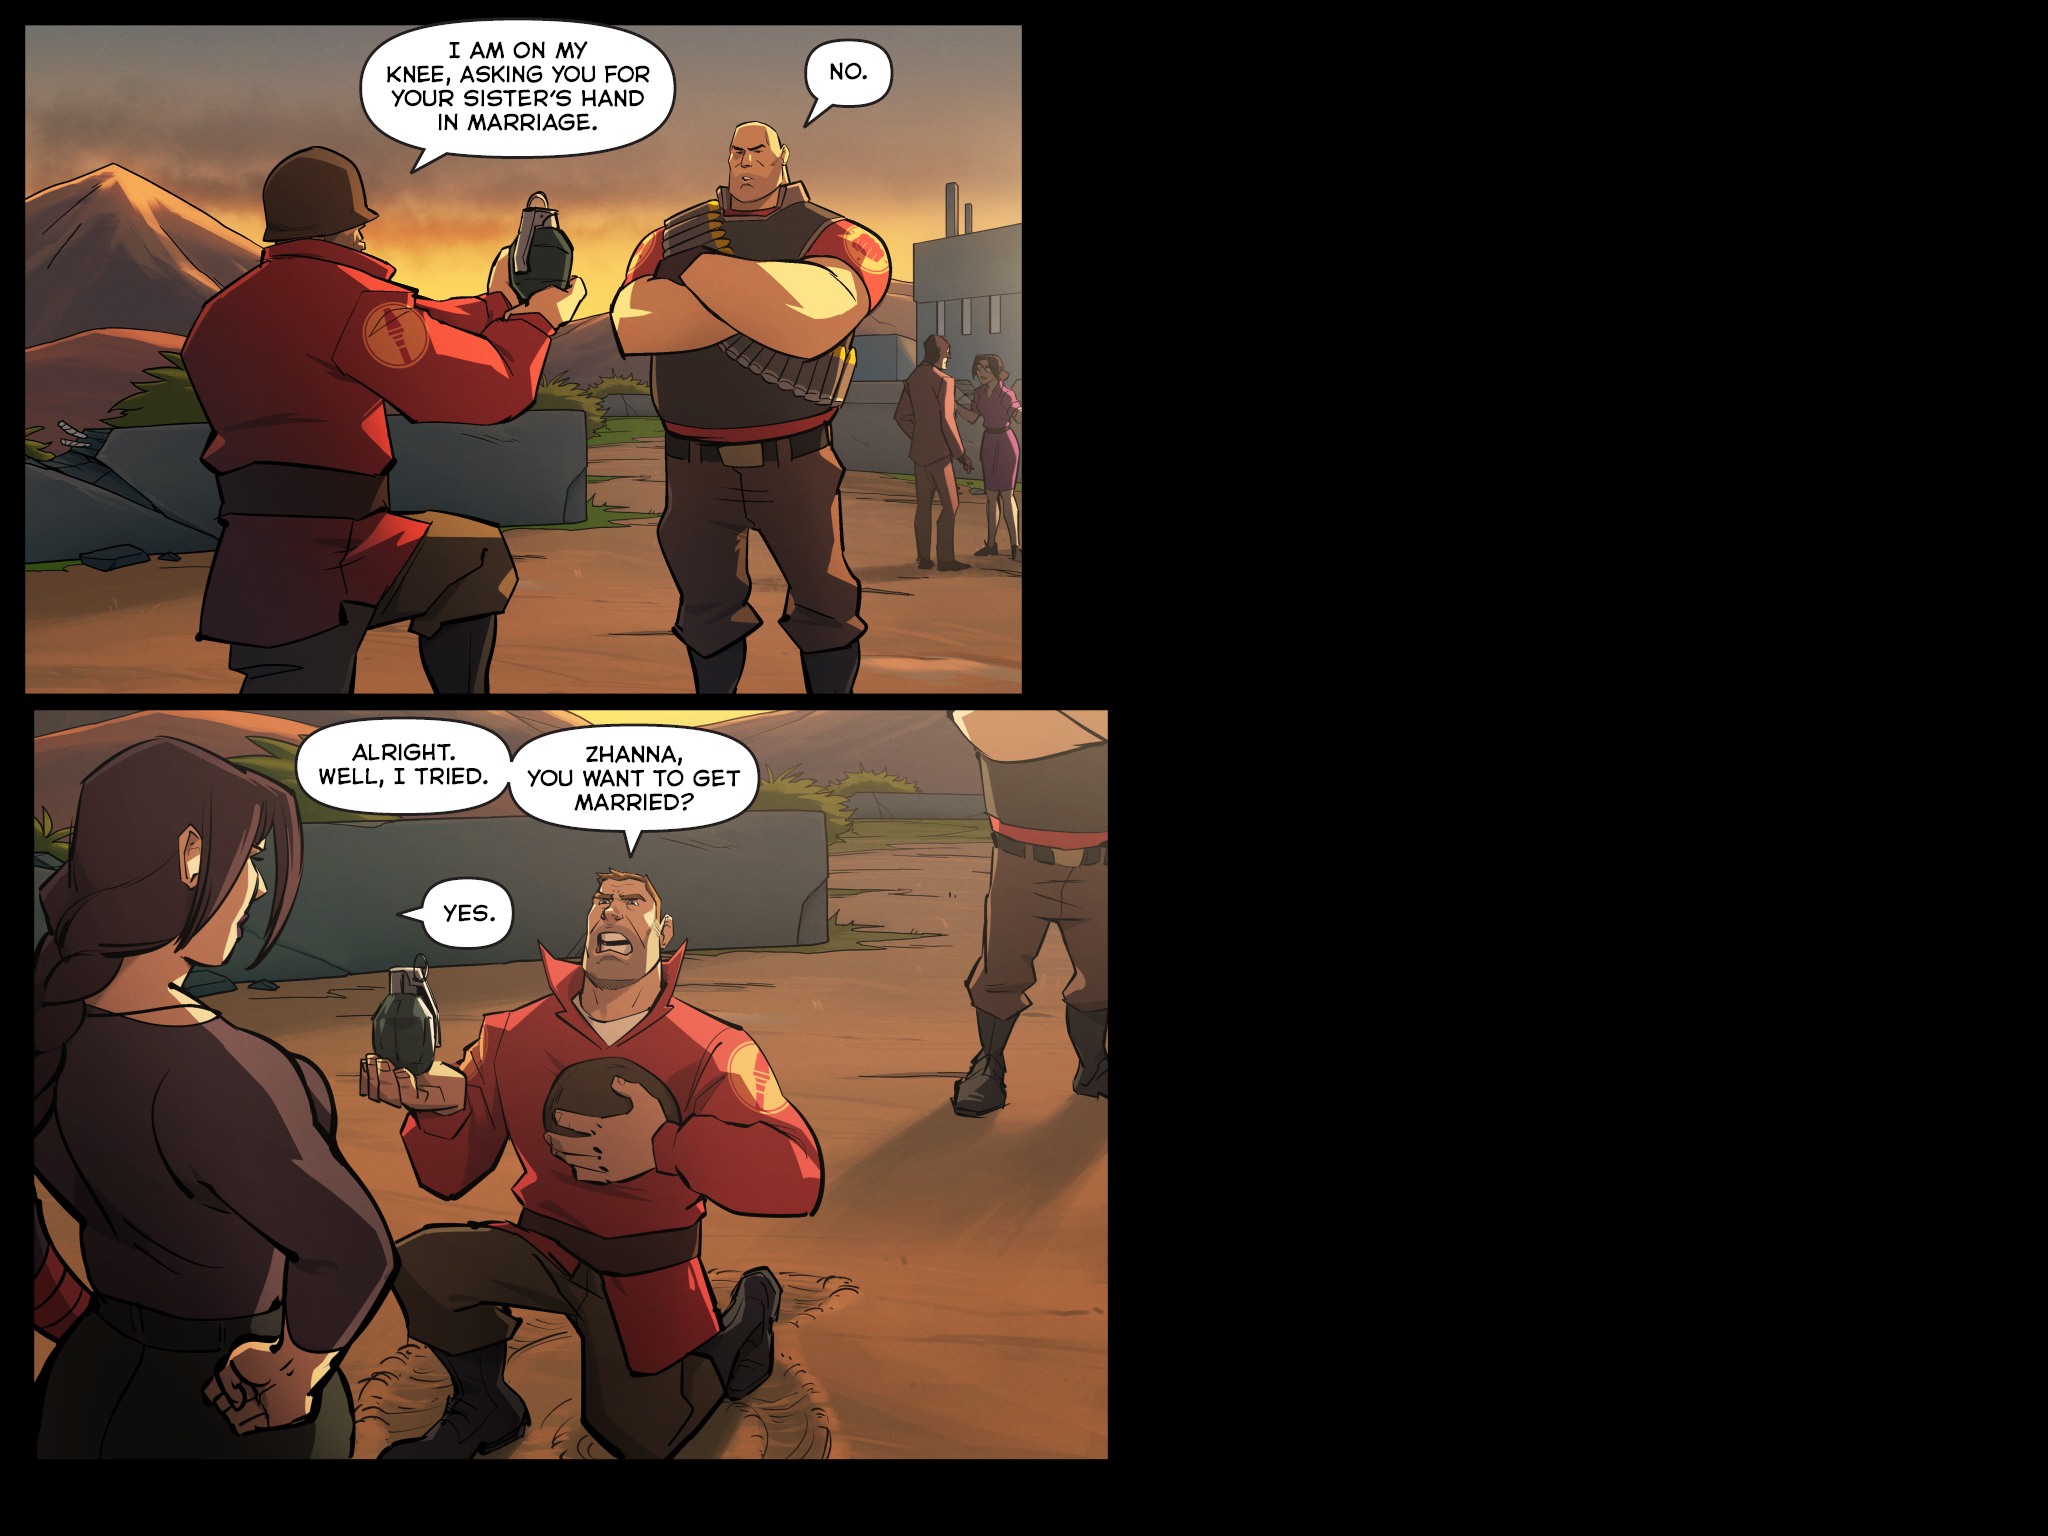 I AM ON MY
KNEE, ASKING YOU FOR
YOUR SISTER'S HAND
IN MARRIAGE.
NO.
ALRIGHT.
WELL, I TRIED.
ZHANNA,
YOU WANT TO GET
MARRIED?
YES.